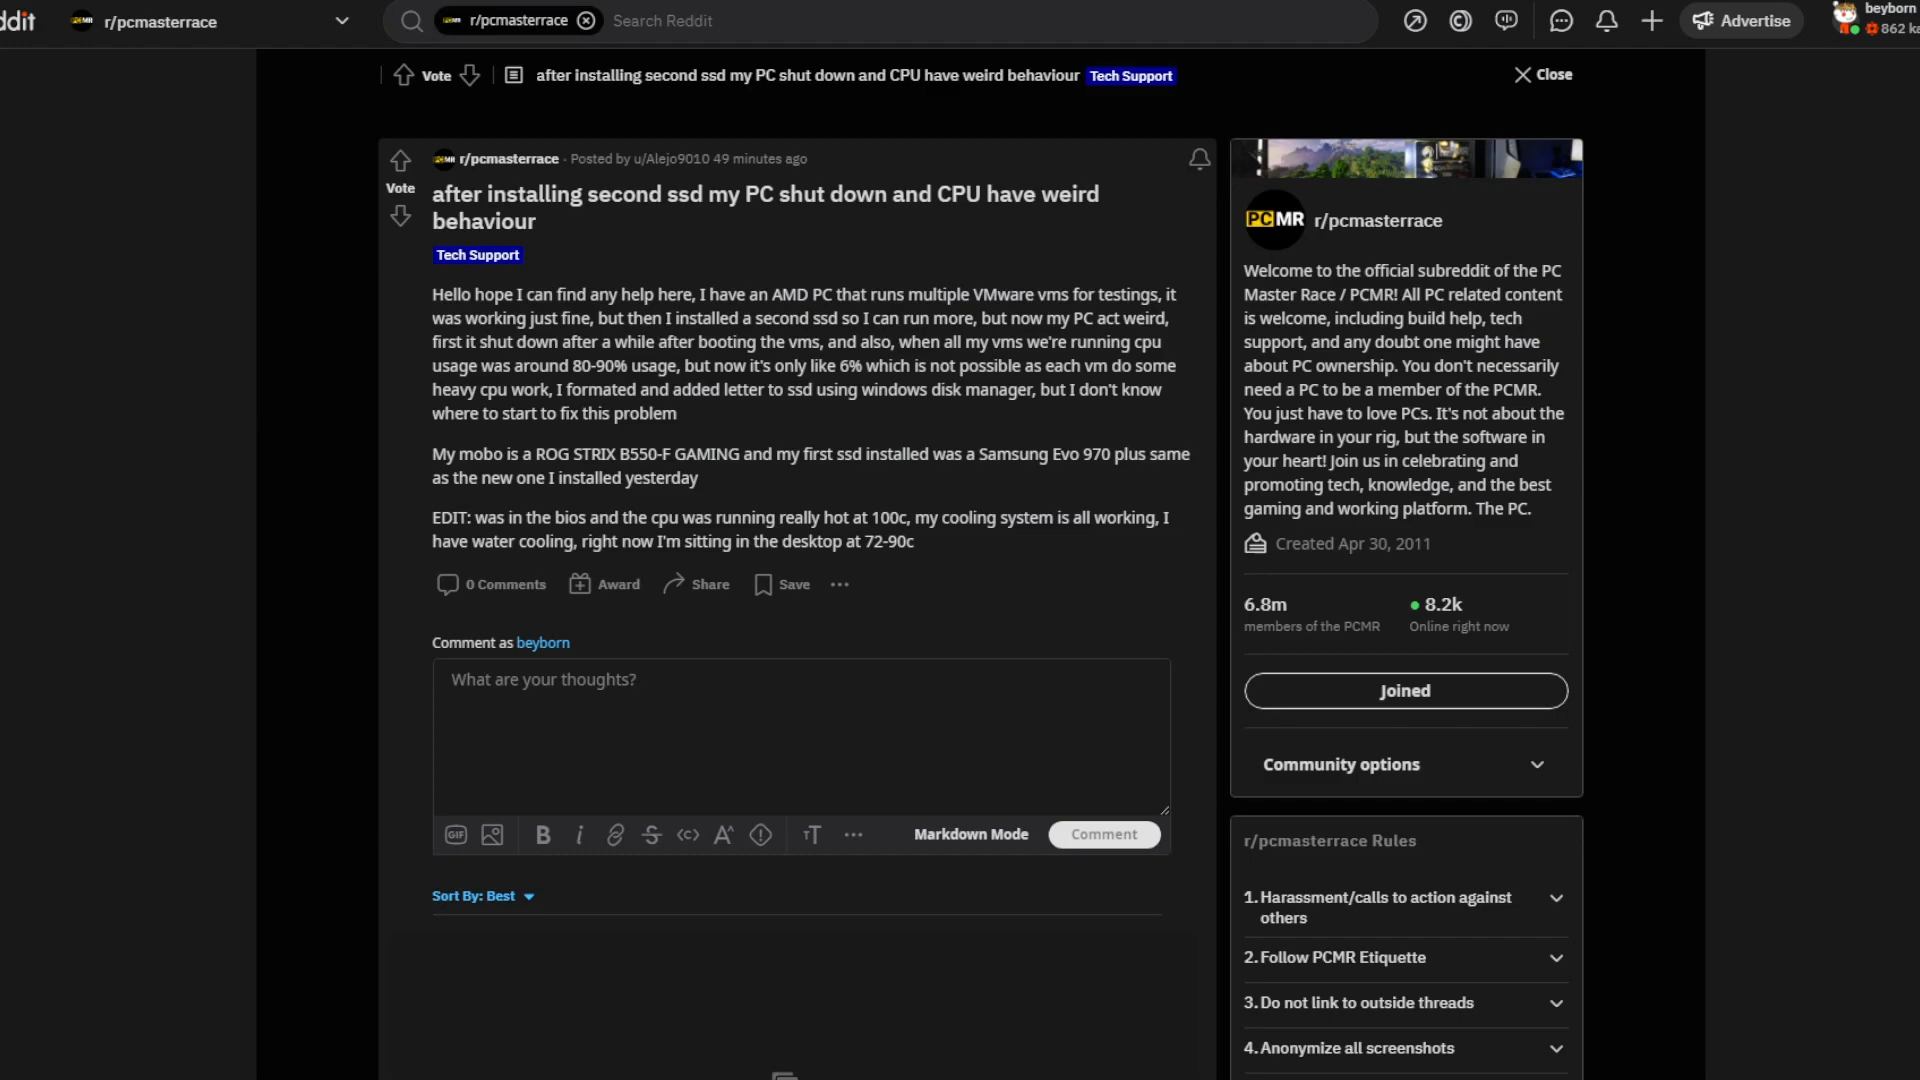 ddit r/pcmasterrace r/pcmasterrace Search Reddit Advertise beyborn
862 ka
Vote after installing second ssd my PC shut down and CPU have weird behaviour Tech Support Close
r/pcmasterrace · Posted by u/Alejo9010 49 minutes ago
Vote
after installing second ssd my PC shut down and CPU have weird
behaviour
Tech Support
Hello hope I can find any help here, I have an AMD PC that runs multiple VMware vms for testings, it
was working just fine, but then I installed a second ssd so I can run more, but now my PC act weird,
first it shut down after a while after booting the vms, and also, when all my vms we're running cpu
usage was around 80-90% usage, but now it's only like 6% which is not possible as each vm do some
heavy cpu work, I formated and added letter to ssd using windows disk manager, but I don't know
where to start to fix this problem
My mobo is a ROG STRIX B550-F GAMING and my first ssd installed was a Samsung Evo 970 plus same
as the new one I installed yesterday
EDIT: was in the bios and the cpu was running really hot at 100c, my cooling system is all working, I
have water cooling, right now I'm sitting in the desktop at 72-90c
0 Comments Award Share Save
Comment as beyborn
What are your thoughts?
GIF B i S <c> A T Markdown Mode Comment
Sort By: Best
PCMR r/pcmasterrace
Welcome to the official subreddit of the PC
Master Race / PCMR! All PC related content
is welcome, including build help, tech
support, and any doubt one might have
about PC ownership. You don't necessarily
need a PC to be a member of the PCMR.
You just have to love PCs. It's not about the
hardware in your rig, but the software in
your heart! Join us in celebrating and
promoting tech, knowledge, and the best
gaming and working platform. The PC.
Created Apr 30, 2011
6.8m 8.2k
members of the PCMR Online right now
Joined
Community options
r/pcmasterrace Rules
1. Harassment/calls to action against
others
2. Follow PCMR Etiquette
3. Do not link to outside threads
4. Anonymize all screenshots